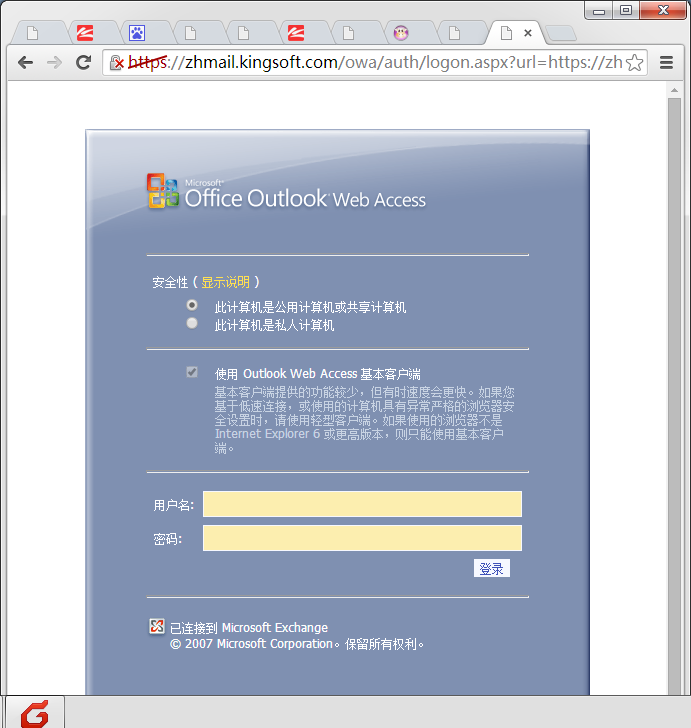 https://zhmail.kingsoft.com/owa/auth/logon.aspx?url=https://zh
Microsoft®
Office Outlook Web Access
安全性 ( 显示说明 )
此计算机是公用计算机或共享计算机
此计算机是私人计算机
使用 Outlook Web Access 基本客户端
基本客户端提供的功能较少，但有时速度会更快。如果您
基于低速连接，或使用的计算机具有异常严格的浏览器安
全设置时，请使用轻型客户端。如果使用的浏览器不是
Internet Explorer 6 或更高版本，则只能使用基本客户
端。
用户名:
密码:
登录
已连接到 Microsoft Exchange
© 2007 Microsoft Corporation。保留所有权利。